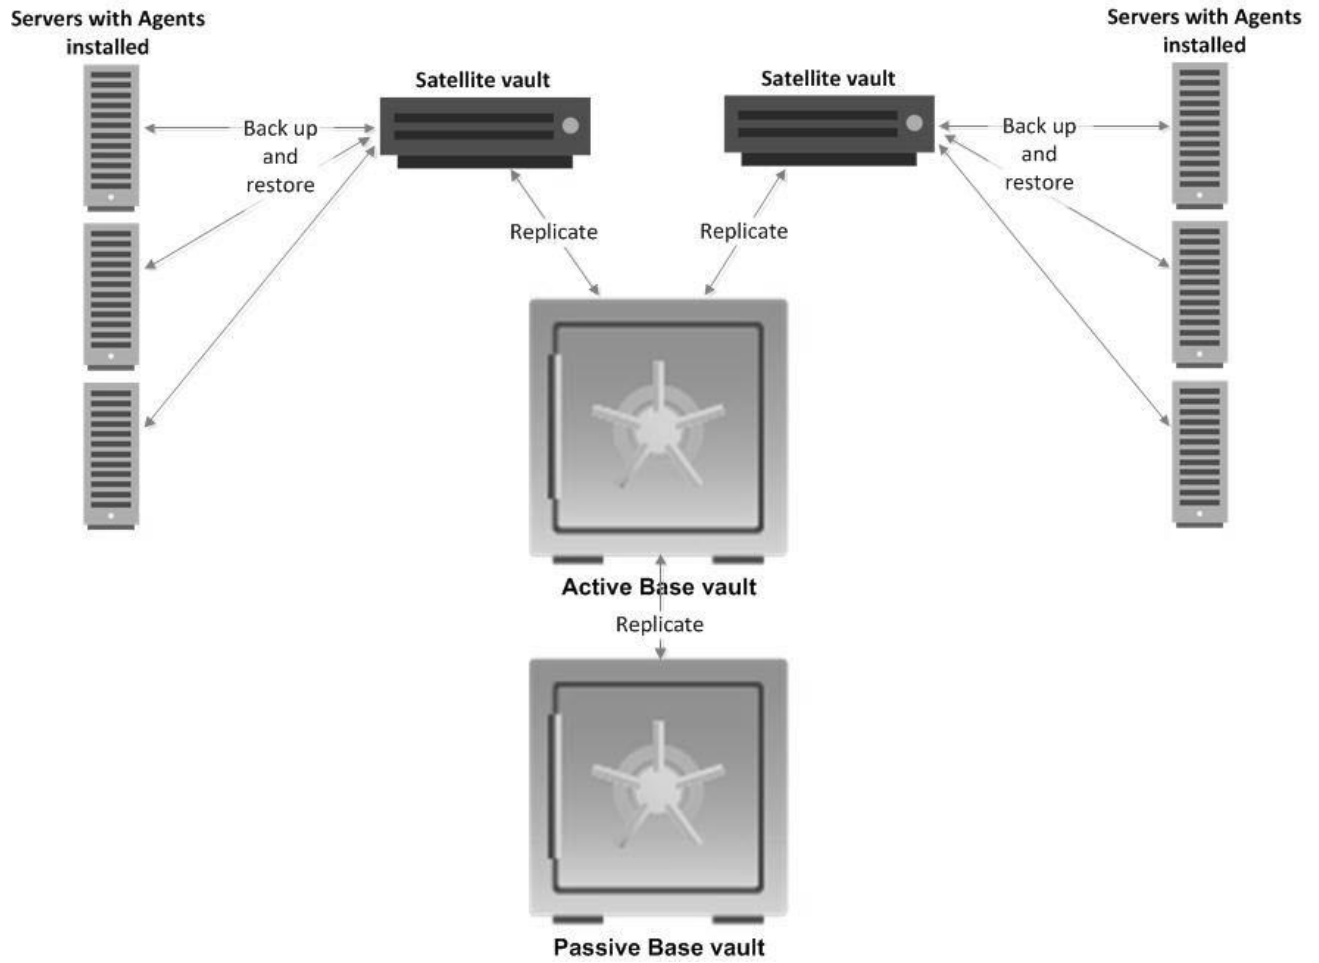 Servers with Agents
installed
Satellite vault
Satellite vault
Servers with Agents
installed
Back up
and
restore
Back up
and
restore
Replicate
Replicate
Active Base vault
Replicate
Passive Base vault